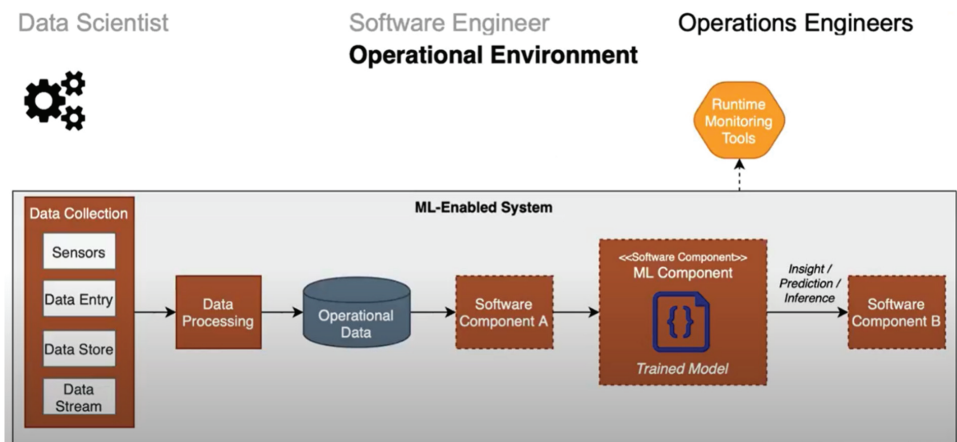 Data Scientist
Software Engineer
Operations Engineers
Operational Environment
Runtime
Monitoring
Tools
ML-Enabled System
Data Collection
Sensors
Data Entry
Data Store
Data
Stream
Data
Processing
Operational
Data
Software
Component A
<<Software Component>>
ML Component
{}
Trained Model
Insight /
Prediction /
Inference
Software
Component B